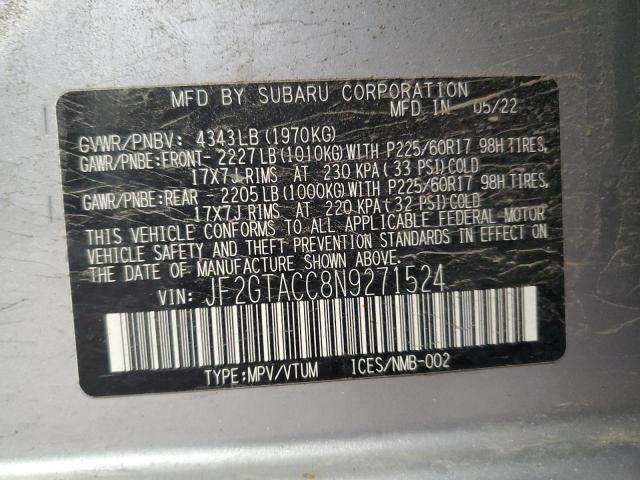 MFD BY SUBARU CORPORATION
MFD IN 05/22
GVWR/PNBV: 4343LB(1970KG)
GAWR/PNBE:FRONT- 2227LB(1010KG)WITH P225/60R17 98H TIRES,
17X7J RIMS AT 230 KPA(33 PSI)COLD
GAWR/PNBE:REAR 2205LB(1000KG)WITH P225/60R17 98H TIRES,
17X7J RIMS AT 220 KPA(32 PSI)COLD
THIS VEHICLE CONFORMS TO ALL APPLICABLE FEDERAL MOTOR
VEHICLE SAFETY AND THEFT PREVENTION STANDARDS IN EFFECT ON
THE DATE OF MANUFACTURE SHOWN ABOVE.
VIN: JF2GTACC8N9271524
TYPE:MPV/VTUM ICES/NMB-002